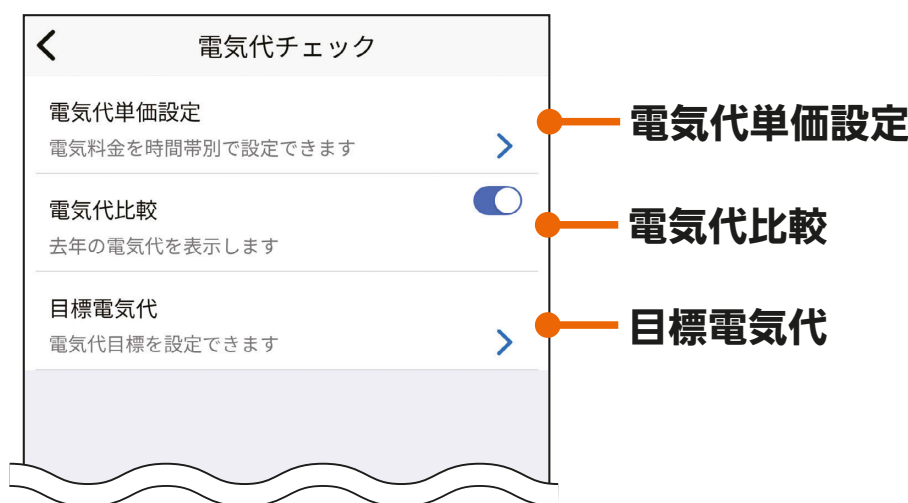 電気代チェック
電気代単価設定
電気料金を時間帯別で設定できます
電気代単価設定
電気代比較
去年の電気代を表示します
電気代比較
目標電気代
電気代目標を設定できます
目標電気代